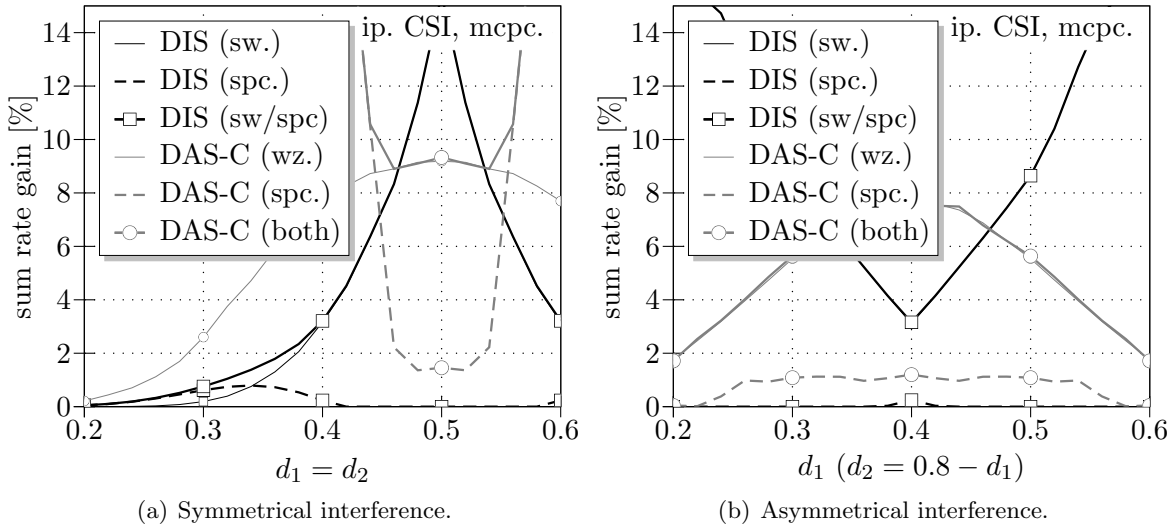 sum rate gain [%]
14
12
10
8
6
4
2
0
ip. CSI, mcpc.
DIS (sw.)
DIS (spc.)
DIS (sw/spc)
DAS-C (wz.)
DAS-C (spc.)
DAS-C (both)
0.2 0.3 0.4 0.5 0.6
d₁ = d₂
(a) Symmetrical interference.
sum rate gain [%]
14
12
10
8
6
4
2
0
ip. CSI, mcpc.
DIS (sw.)
DIS (spc.)
DIS (sw/spc)
DAS-C (wz.)
DAS-C (spc.)
DAS-C (both)
0.2 0.3 0.4 0.5 0.6
d₁ (d₂ = 0.8 − d₁)
(b) Asymmetrical interference.